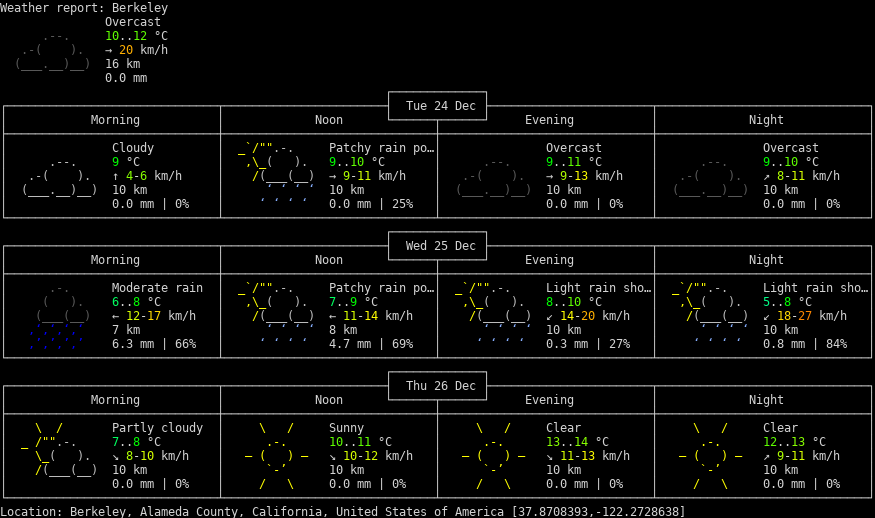 Weather report: Berkeley
Overcast
10..12 °C
→ 20 km/h
16 km
0.0 mm
Tue 24 Dec
Morning Noon Evening Night
Cloudy Patchy rain po… Overcast Overcast
9 °C 9..10 °C 9..11 °C 9..10 °C
↑ 4-6 km/h → 9-11 km/h → 9-13 km/h ↗ 8-11 km/h
10 km 10 km 10 km 10 km
0.0 mm | 0% 0.0 mm | 25% 0.0 mm | 0% 0.0 mm | 0%
Wed 25 Dec
Morning Noon Evening Night
Moderate rain Patchy rain po… Light rain sho… Light rain sho…
6..8 °C 7..9 °C 8..10 °C 5..8 °C
← 12-17 km/h ← 11-14 km/h ↙ 14-20 km/h ↙ 18-27 km/h
7 km 8 km 10 km 10 km
6.3 mm | 66% 4.7 mm | 69% 0.3 mm | 27% 0.8 mm | 84%
Thu 26 Dec
Morning Noon Evening Night
Partly cloudy Sunny Clear Clear
7..8 °C 10..11 °C 13..14 °C 12..13 °C
↘ 8-10 km/h ↘ 10-12 km/h ↘ 11-13 km/h ↗ 9-11 km/h
10 km 10 km 10 km 10 km
0.0 mm | 0% 0.0 mm | 0% 0.0 mm | 0% 0.0 mm | 0%
Location: Berkeley, Alameda County, California, United States of America [37.8708393,-122.2728638]